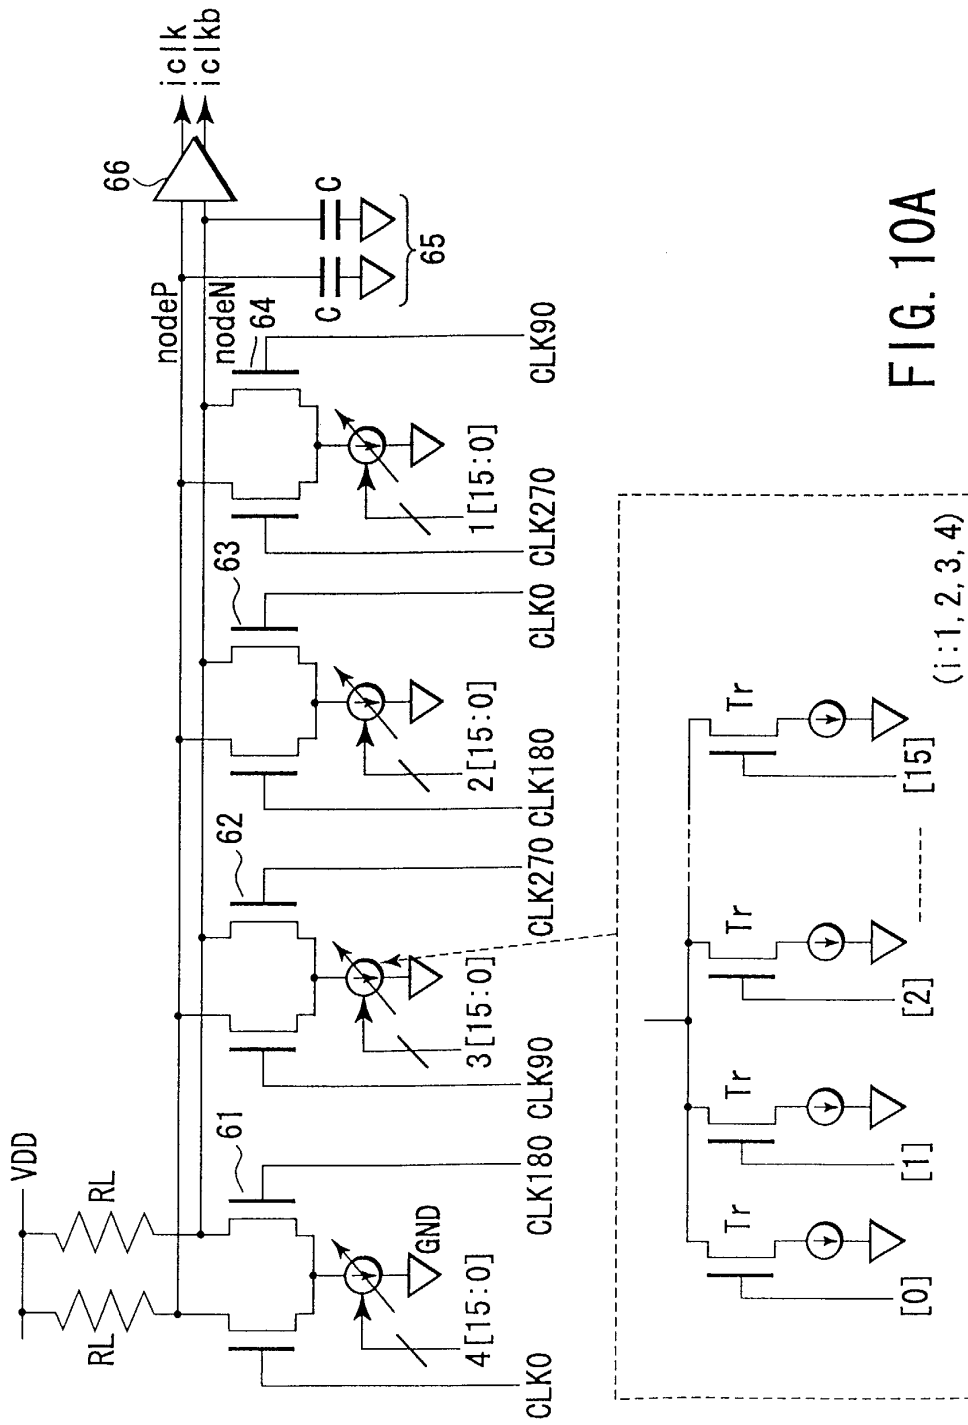 VDD
RL
RL
nodeP
nodeN
66
iclk
iclkb
61
62
63
64
C
C
65
GND
4[15:0]
3[15:0]
2[15:0]
1[15:0]
CLK0
CLK180
CLK90
CLK270
CLK180
CLK0
CLK270
CLK90
Tr
Tr
Tr
Tr
[0]
[1]
[2]
[15]
(i:1,2,3,4)
FIG. 10A